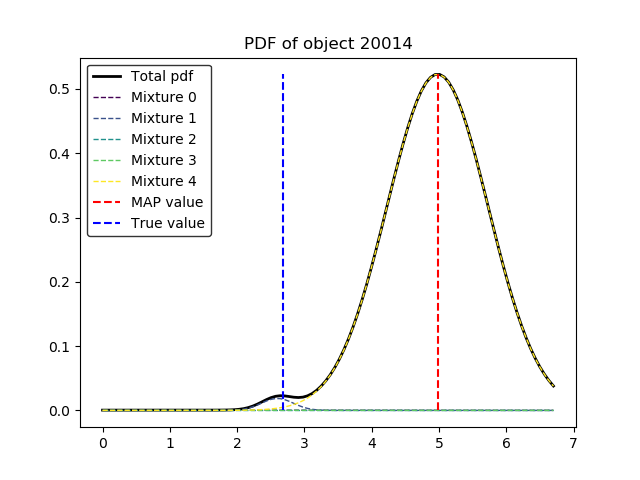 PDF of object 20014
Total pdf
Mixture 0
Mixture 1
Mixture 2
Mixture 3
Mixture 4
MAP value
True value
0.5
0.4
0.3
0.2
0.1
0.0
0 1 2 3 4 5 6 7